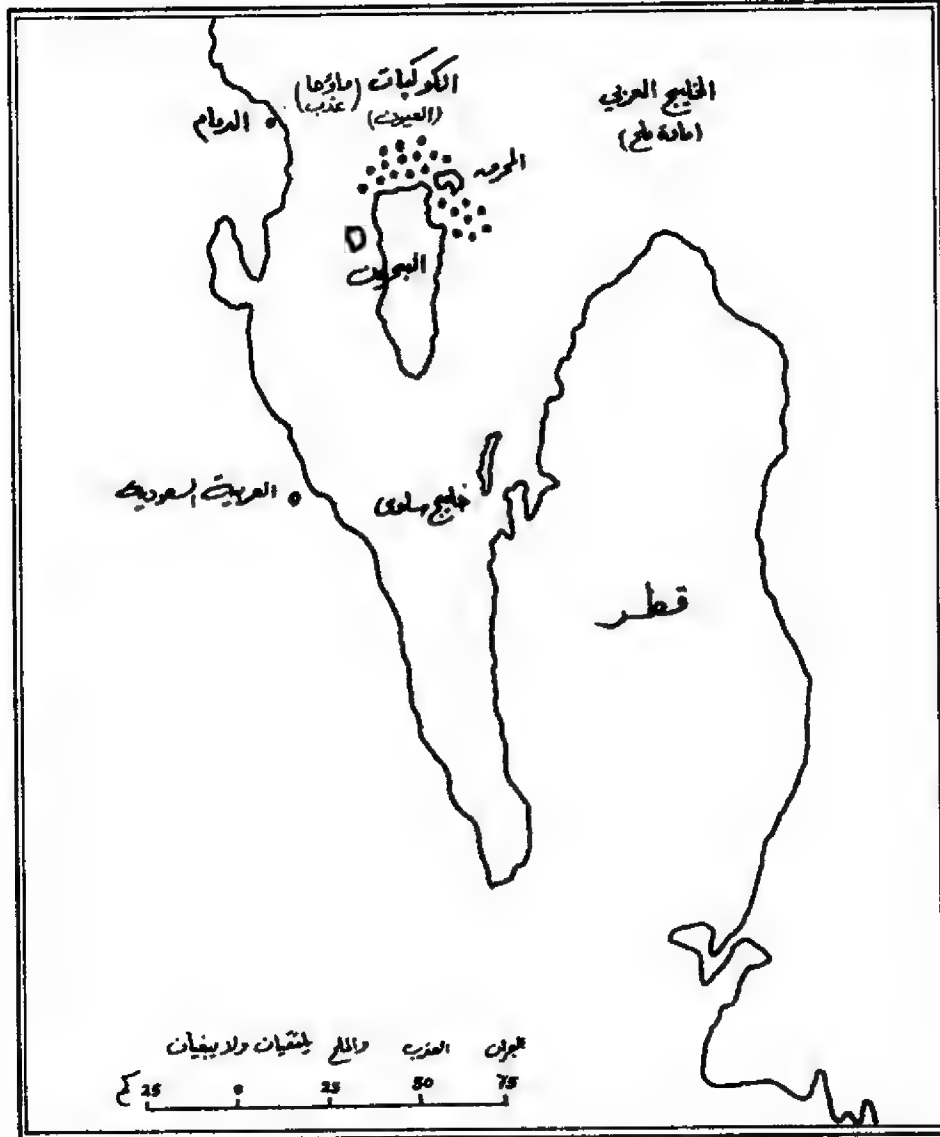 الكوكبات (ماؤها عذب)
(العيون)
الخليج العربي
(مادة ملح)
الدمام
المحرق
D
البحرين
العربية السعودية
خليج سلوى
قطر
البحران العذب والملح يلتقيان ولا يبغيان
كم 25 0 25 50 75